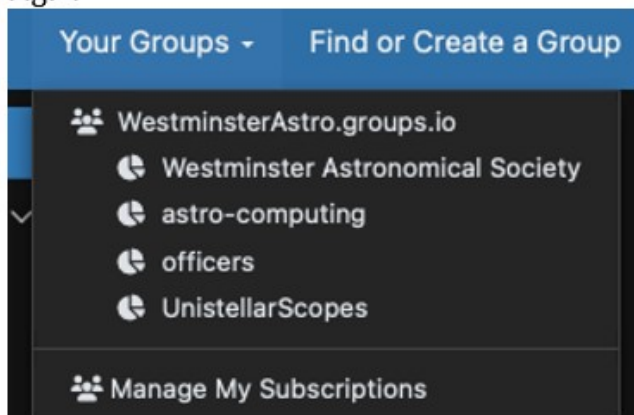 Your Groups Find or Create a Group
WestminsterAstro.groups.io
Westminster Astronomical Society
astro-computing
officers
UnistellarScopes
Manage My Subscriptions